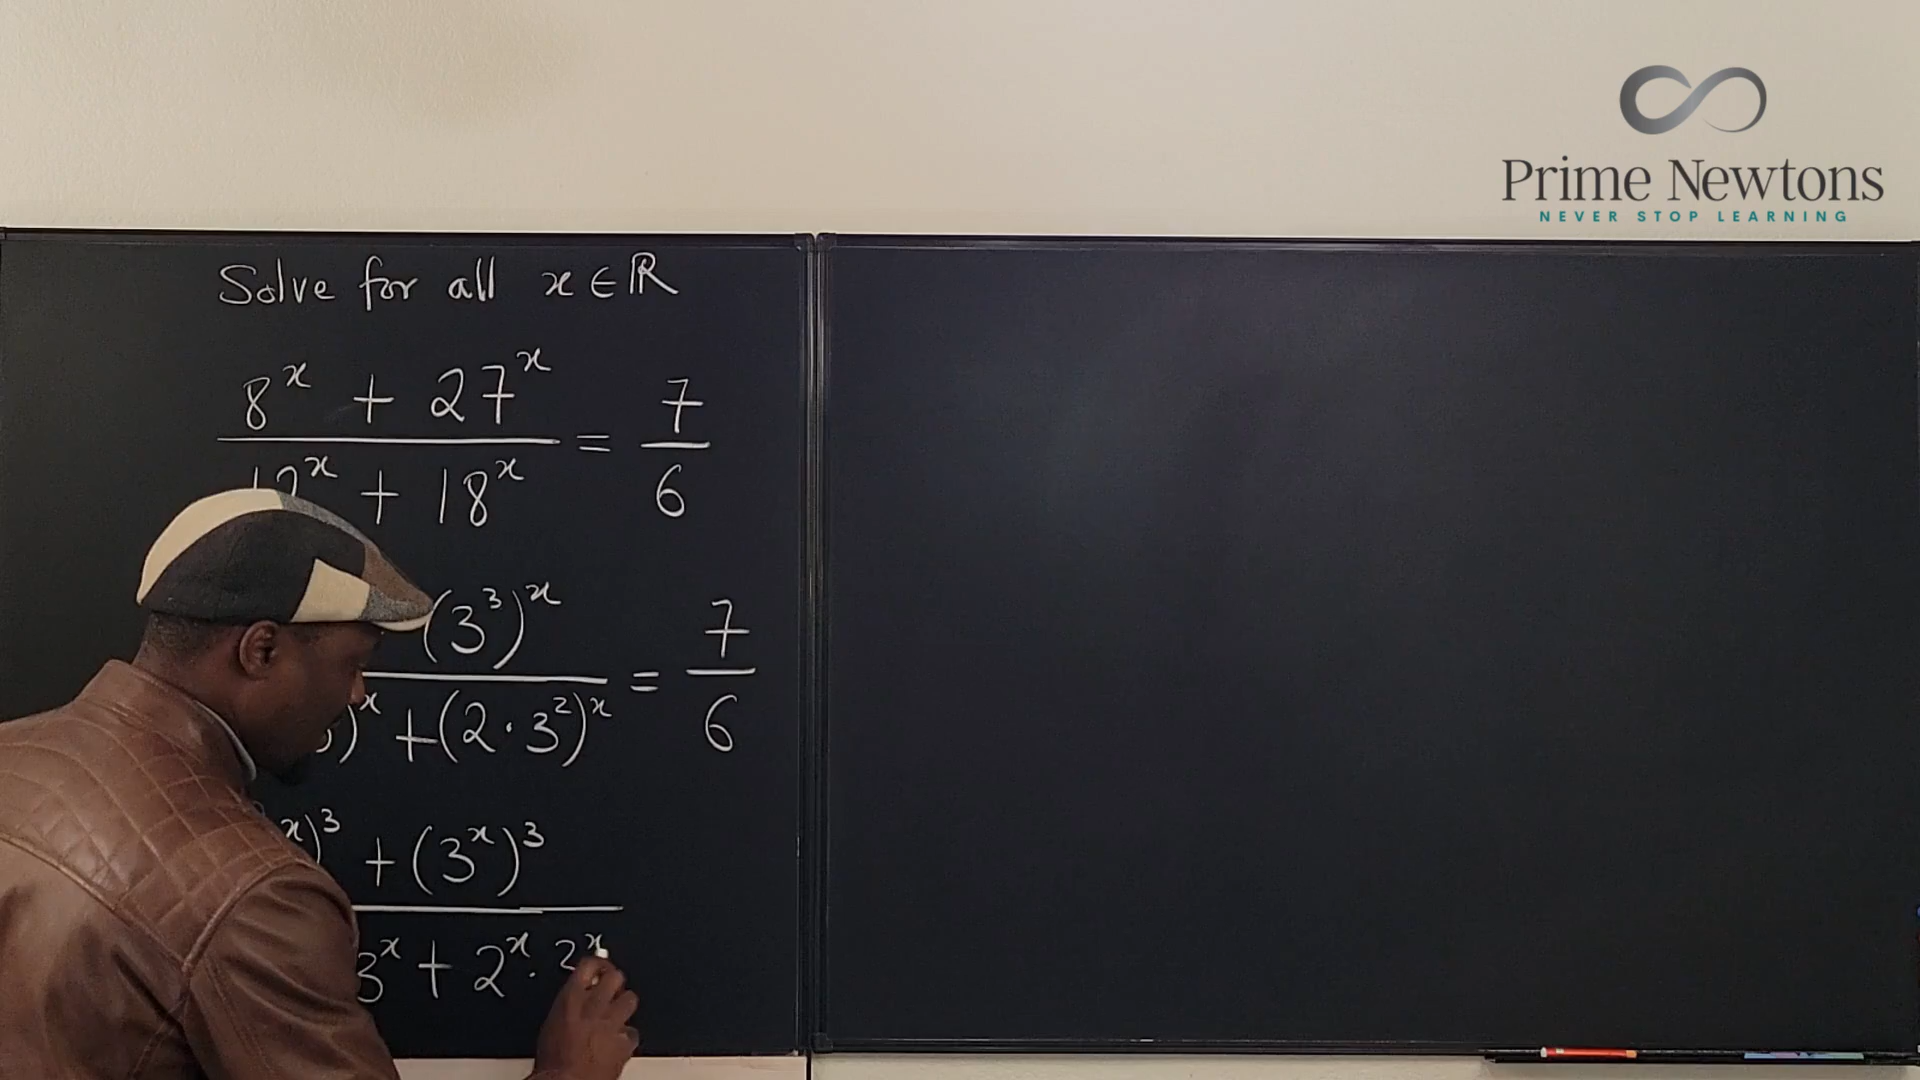 Prime Newtons
NEVER STOP LEARNING
Solve for all x ∈ ℝ
8^x + 27^x
―――――― = 7/6
12^x + 18^x
(3^3)^x
―――――― = 7/6
)^x + (2 · 3^2)^x
x)^3 + (3^x)^3
――――――
3^x + 2^x ·